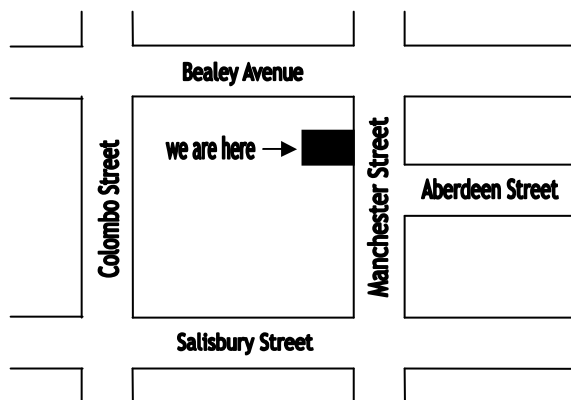 Bealey Avenue
we are here
Colombo Street
Manchester Street
Aberdeen Street
Salisbury Street